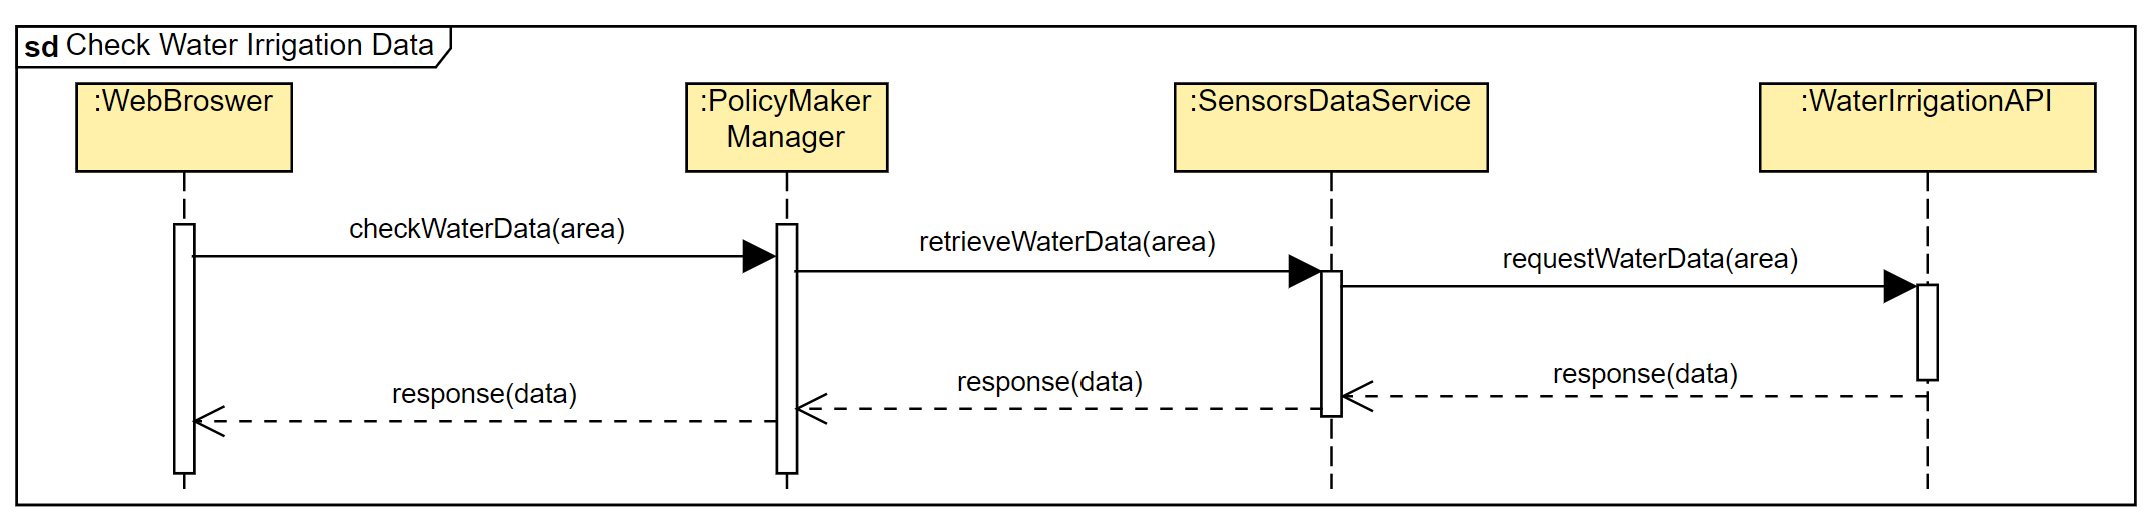 sd Check Water Irrigation Data
:WebBroswer
:PolicyMaker
Manager
:SensorsDataService
:WaterIrrigationAPI
checkWaterData(area)
retrieveWaterData(area)
requestWaterData(area)
response(data)
response(data)
response(data)